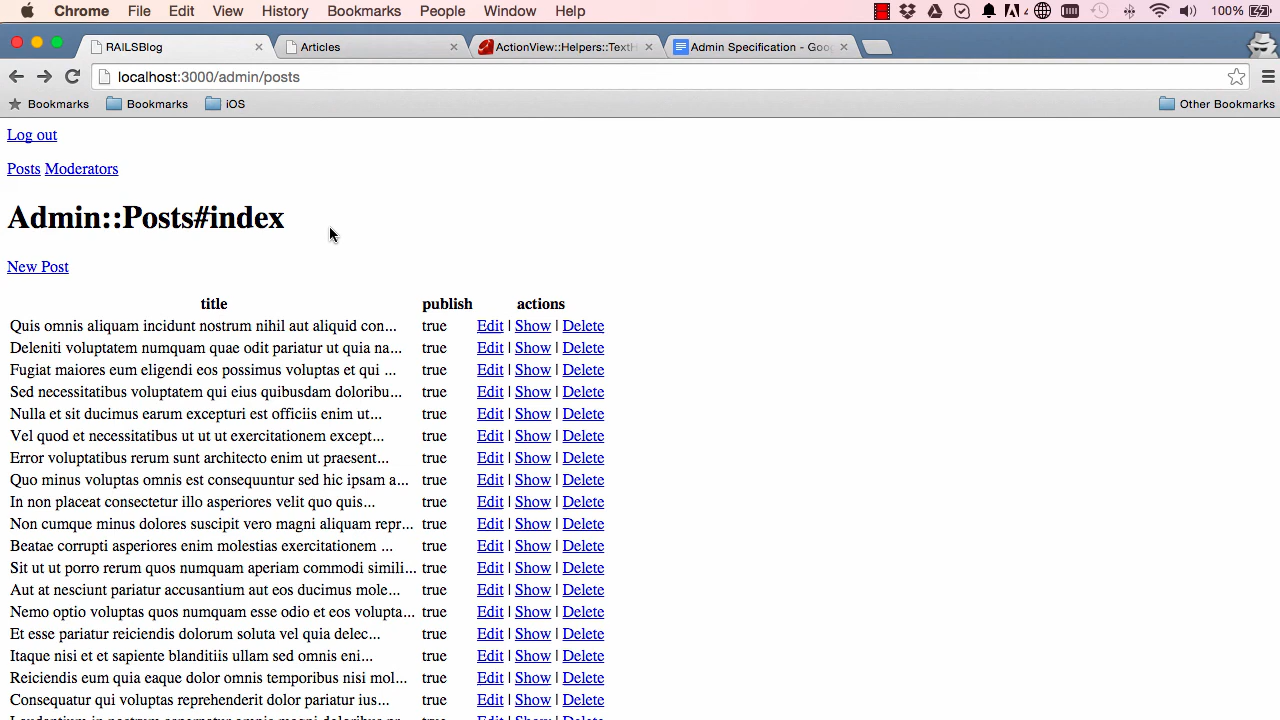 Chrome File Edit View History Bookmarks People Window Help 4 100%
RAILSBlog Articles ActionView::Helpers::TextH Admin Specification - Goog
localhost:3000/admin/posts
Bookmarks Bookmarks iOS Other Bookmarks
Log out
Posts Moderators
Admin::Posts#index
New Post
title publish actions
Quis omnis aliquam incidunt nostrum nihil aut aliquid con... true Edit | Show | Delete
Deleniti voluptatem numquam quae odit pariatur ut quia na... true Edit | Show | Delete
Fugiat maiores eum eligendi eos possimus voluptas et qui ... true Edit | Show | Delete
Sed necessitatibus voluptatem qui eius quibusdam doloribu... true Edit | Show | Delete
Nulla et sit ducimus earum excepturi est officiis enim ut... true Edit | Show | Delete
Vel quod et necessitatibus ut ut ut exercitationem except... true Edit | Show | Delete
Error voluptatibus rerum sunt architecto enim ut praesent... true Edit | Show | Delete
Quo minus voluptas omnis est consequuntur sed hic ipsam a... true Edit | Show | Delete
In non placeat consectetur illo asperiores velit quo quis... true Edit | Show | Delete
Non cumque minus dolores suscipit vero magni aliquam repr... true Edit | Show | Delete
Beatae corrupti asperiores enim molestias exercitationem ... true Edit | Show | Delete
Sit ut ut porro rerum quos numquam aperiam commodi simili... true Edit | Show | Delete
Aut at nesciunt pariatur accusantium aut eos ducimus mole... true Edit | Show | Delete
Nemo optio voluptas quos numquam esse odio et eos volupta... true Edit | Show | Delete
Et esse pariatur reiciendis dolorum soluta vel quia delec... true Edit | Show | Delete
Itaque nisi et et sapiente blanditiis ullam sed omnis eni... true Edit | Show | Delete
Reiciendis eum quia eaque dolor omnis temporibus nisi mol... true Edit | Show | Delete
Consequatur qui voluptas reprehenderit dolor pariatur ius... true Edit | Show | Delete